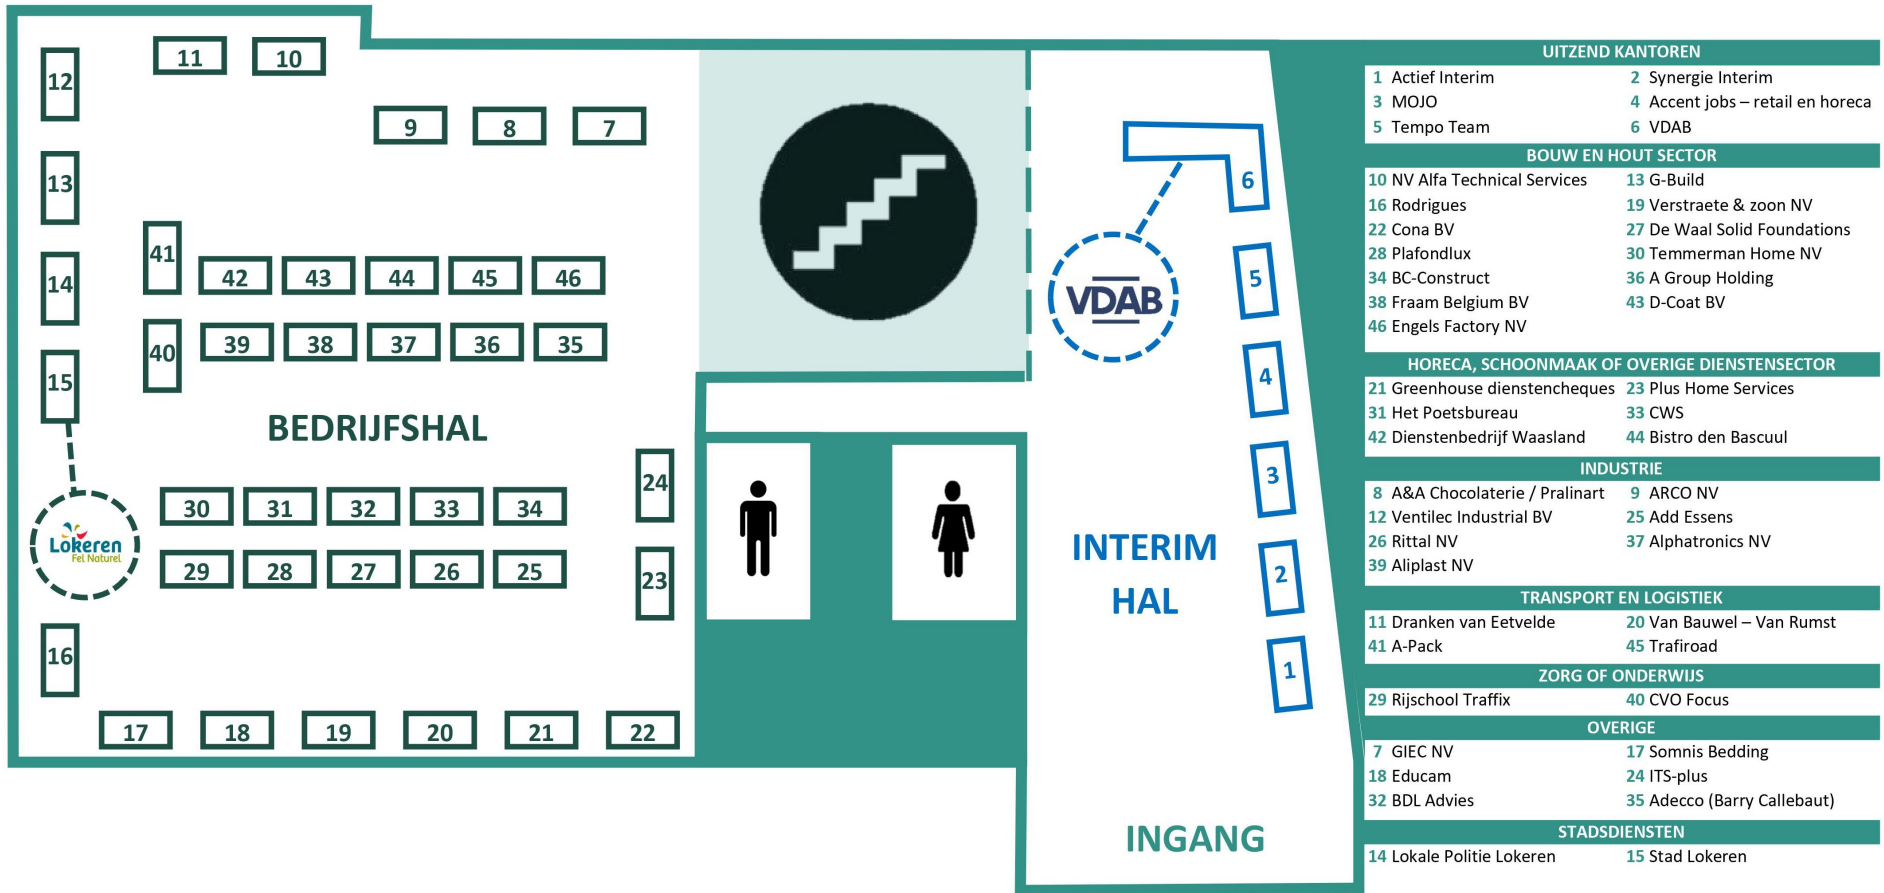 12
11
10
9
8
7
13
41
42
43
44
45
46
14
40
39
38
37
36
35
15
BEDRIJFSHAL
24
30
31
32
33
34
Lokeren
Fel Naturel
29
28
27
26
25
23
16
17
18
19
20
21
22
6
VDAB
5
4
3
INTERIM
HAL
2
1
INGANG
UITZEND KANTOREN
1 Actief Interim 2 Synergie Interim
3 MOJO 4 Accent jobs – retail en horeca
5 Tempo Team 6 VDAB
BOUW EN HOUT SECTOR
10 NV Alfa Technical Services 13 G-Build
16 Rodrigues 19 Verstraete & zoon NV
22 Cona BV 27 De Waal Solid Foundations
28 Plafondlux 30 Temmerman Home NV
34 BC-Construct 36 A Group Holding
38 Fraam Belgium BV 43 D-Coat BV
46 Engels Factory NV
HORECA, SCHOONMAAK OF OVERIGE DIENSTENSECTOR
21 Greenhouse dienstencheques 23 Plus Home Services
31 Het Poetsbureau 33 CWS
42 Dienstenbedrijf Waasland 44 Bistro den Bascuul
INDUSTRIE
8 A&A Chocolaterie / Pralinart 9 ARCO NV
12 Ventilec Industrial BV 25 Add Essens
26 Rittal NV 37 Alphatronics NV
39 Aliplast NV
TRANSPORT EN LOGISTIEK
11 Dranken van Eetvelde 20 Van Bauwel – Van Rumst
41 A-Pack 45 Trafiroad
ZORG OF ONDERWIJS
29 Rijschool Traffix 40 CVO Focus
OVERIGE
7 GIEC NV 17 Somnis Bedding
18 Educam 24 ITS-plus
32 BDL Advies 35 Adecco (Barry Callebaut)
STADSDIENSTEN
14 Lokale Politie Lokeren 15 Stad Lokeren